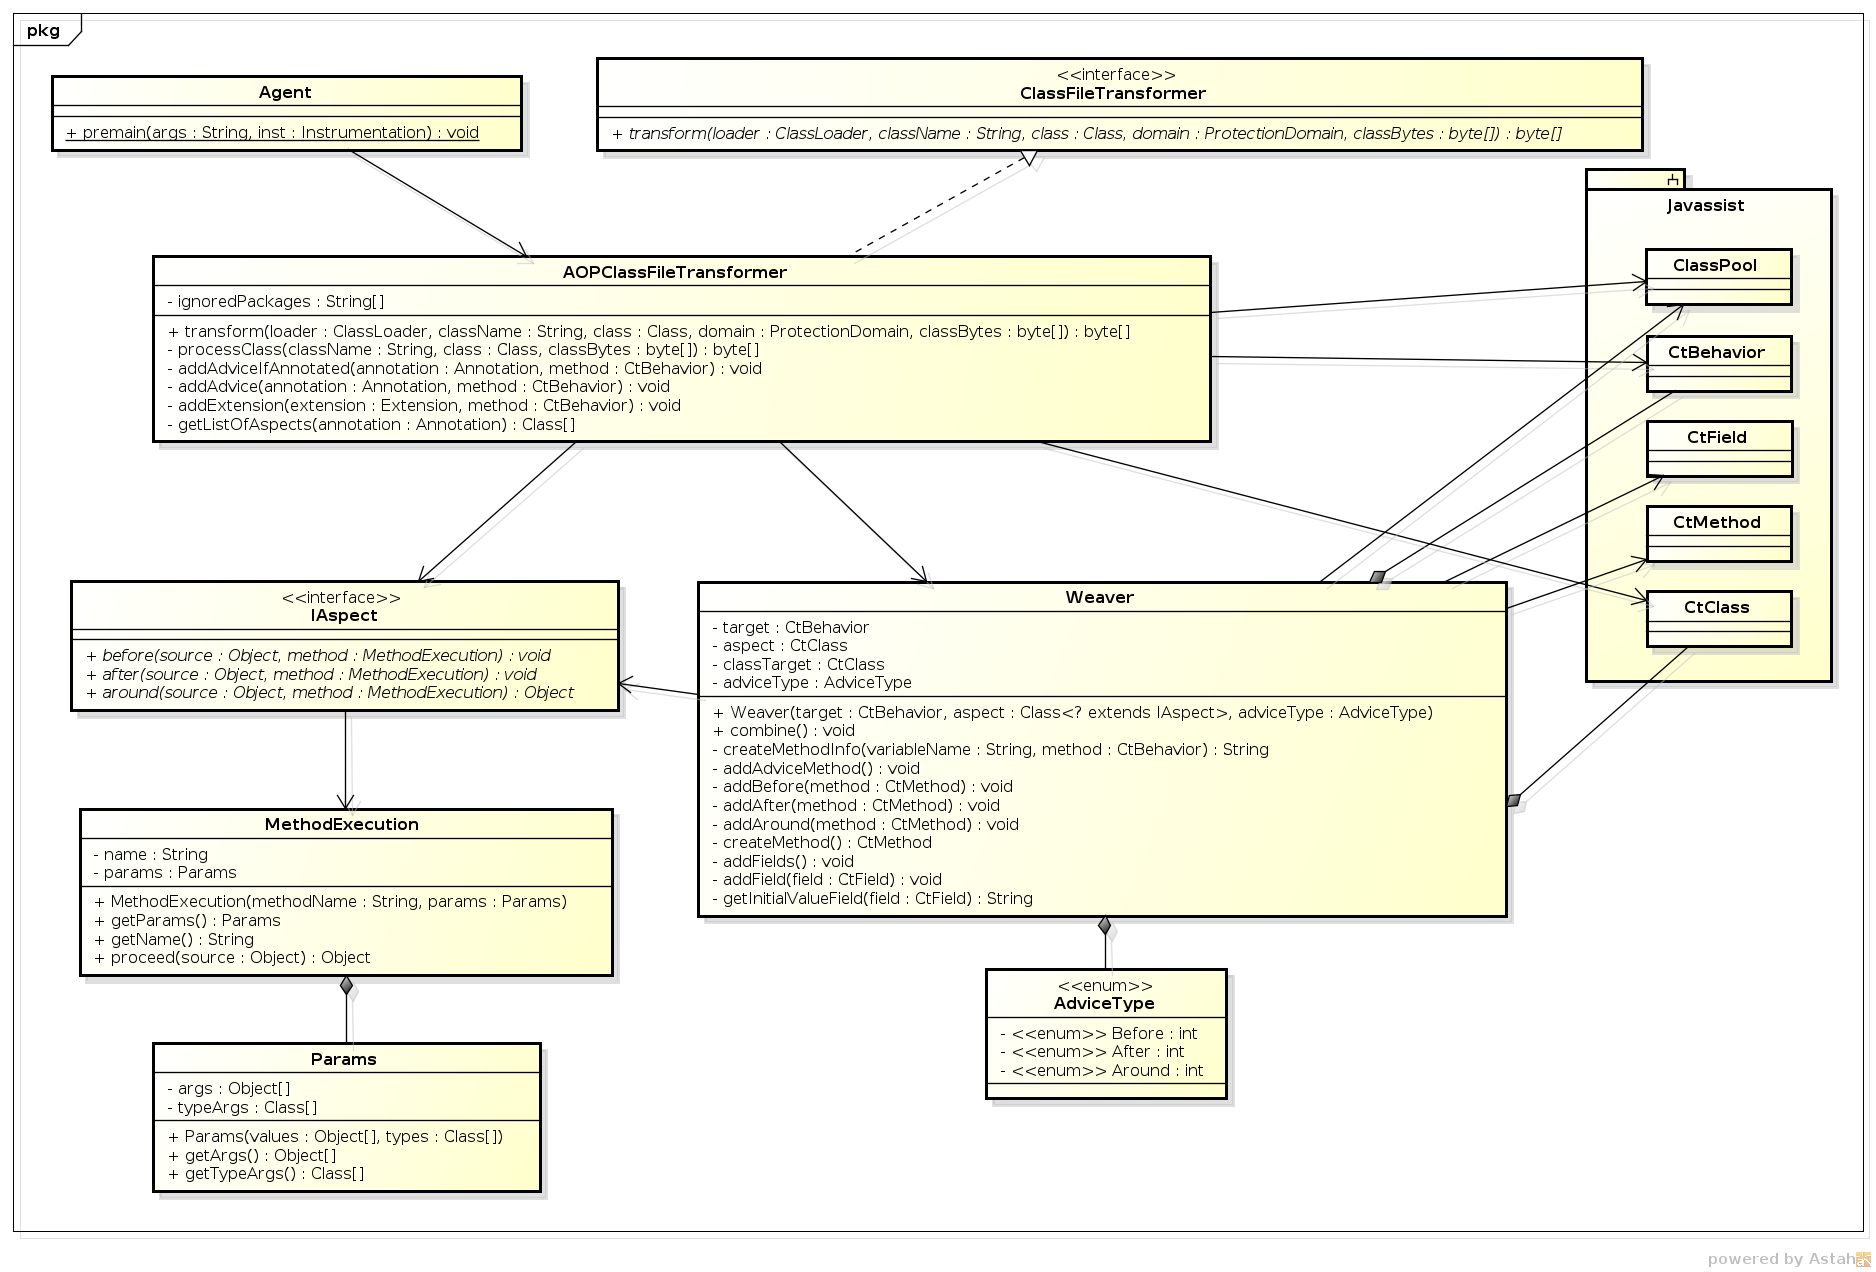 pkg
Agent
+ premain(args : String, inst : Instrumentation) : void
<<interface>>
ClassFileTransformer
+ transform(loader : ClassLoader, className : String, class : Class, domain : ProtectionDomain, classBytes : byte[]) : byte[]
AOPClassFileTransformer
- ignoredPackages : String[]
+ transform(loader : ClassLoader, className : String, class : Class, domain : ProtectionDomain, classBytes : byte[]) : byte[]
- processClass(className : String, class : Class, classBytes : byte[]) : byte[]
- addAdviceIfAnnotated(annotation : Annotation, method : CtBehavior) : void
- addAdvice(annotation : Annotation, method : CtBehavior) : void
- addExtension(extension : Extension, method : CtBehavior) : void
- getListOfAspects(annotation : Annotation) : Class[]
Javassist
ClassPool
CtBehavior
CtField
CtMethod
CtClass
<<interface>>
IAspect
+ before(source : Object, method : MethodExecution) : void
+ after(source : Object, method : MethodExecution) : void
+ around(source : Object, method : MethodExecution) : Object
Weaver
- target : CtBehavior
- aspect : CtClass
- classTarget : CtClass
- adviceType : AdviceType
+ Weaver(target : CtBehavior, aspect : Class<? extends IAspect>, adviceType : AdviceType)
+ combine() : void
- createMethodInfo(variableName : String, method : CtBehavior) : String
- addAdviceMethod() : void
- addBefore(method : CtMethod) : void
- addAfter(method : CtMethod) : void
- addAround(method : CtMethod) : void
- createMethod() : CtMethod
- addFields() : void
- addField(field : CtField) : void
- getInitialValueField(field : CtField) : String
MethodExecution
- name : String
- params : Params
+ MethodExecution(methodName : String, params : Params)
+ getParams() : Params
+ getName() : String
+ proceed(source : Object) : Object
<<enum>>
AdviceType
- <<enum>> Before : int
- <<enum>> After : int
- <<enum>> Around : int
Params
- args : Object[]
- typeArgs : Class[]
+ Params(values : Object[], types : Class[])
+ getArgs() : Object[]
+ getTypeArgs() : Class[]
powered by Astah